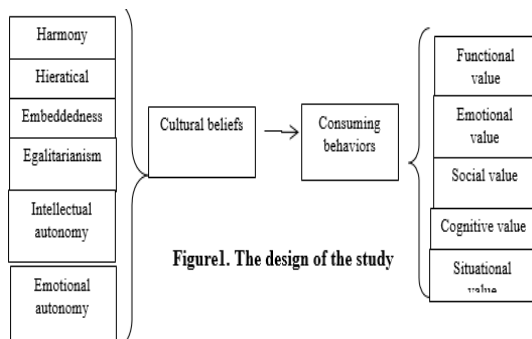 Harmony
Hieratical
Embeddedness
Egalitarianism
Intellectual
autonomy
Emotional
autonomy
Cultural beliefs
Consuming
behaviors
Functional
value
Emotional
value
Social value
Cognitive value
Situational
value
Figure1. The design of the study